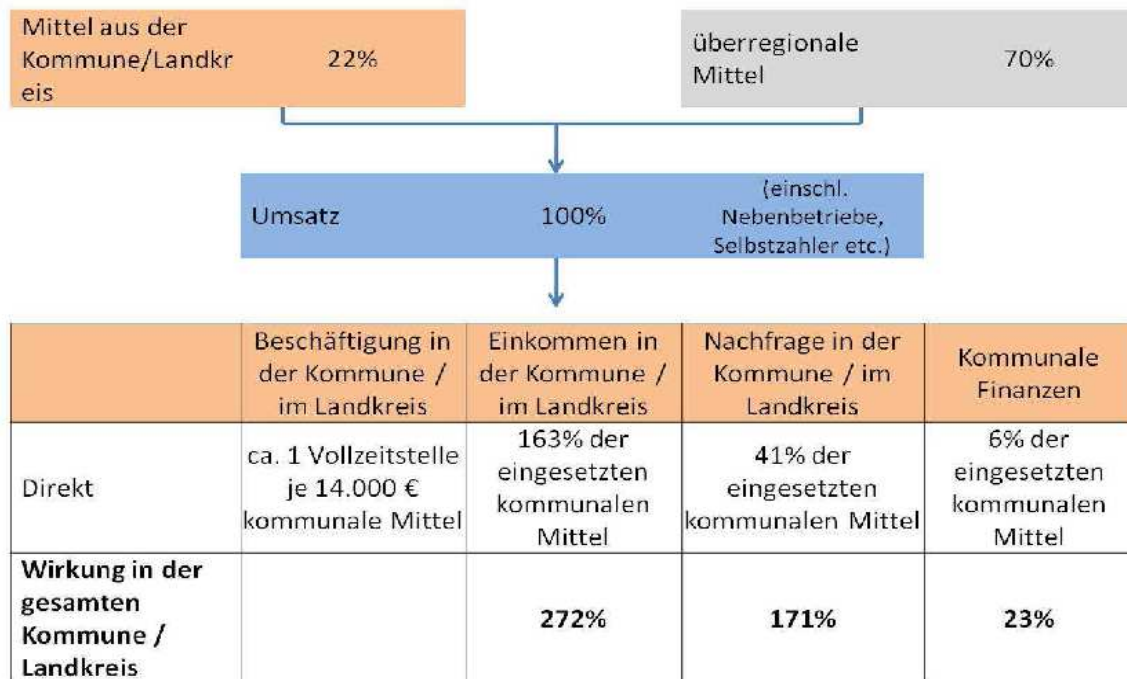 Mittel aus der
Kommune/Landkr
eis
22%
überregionale
Mittel
70%
Umsatz
100%
(einschl.
Nebenbetriebe,
Selbstzahler etc.)
Beschäftigung in
der Kommune /
im Landkreis
Einkommen in
der Kommune /
im Landkreis
Nachfrage in der
Kommune / im
Landkreis
Kommunale
Finanzen
Direkt
ca. 1 Vollzeitstelle
je 14.000 €
kommunale Mittel
163% der
eingesetzten
kommunalen
Mittel
41% der
eingesetzten
kommunalen Mittel
6% der
eingesetzten
kommunalen
Mittel
Wirkung in der
gesamten
Kommune /
Landkreis
272%
171%
23%